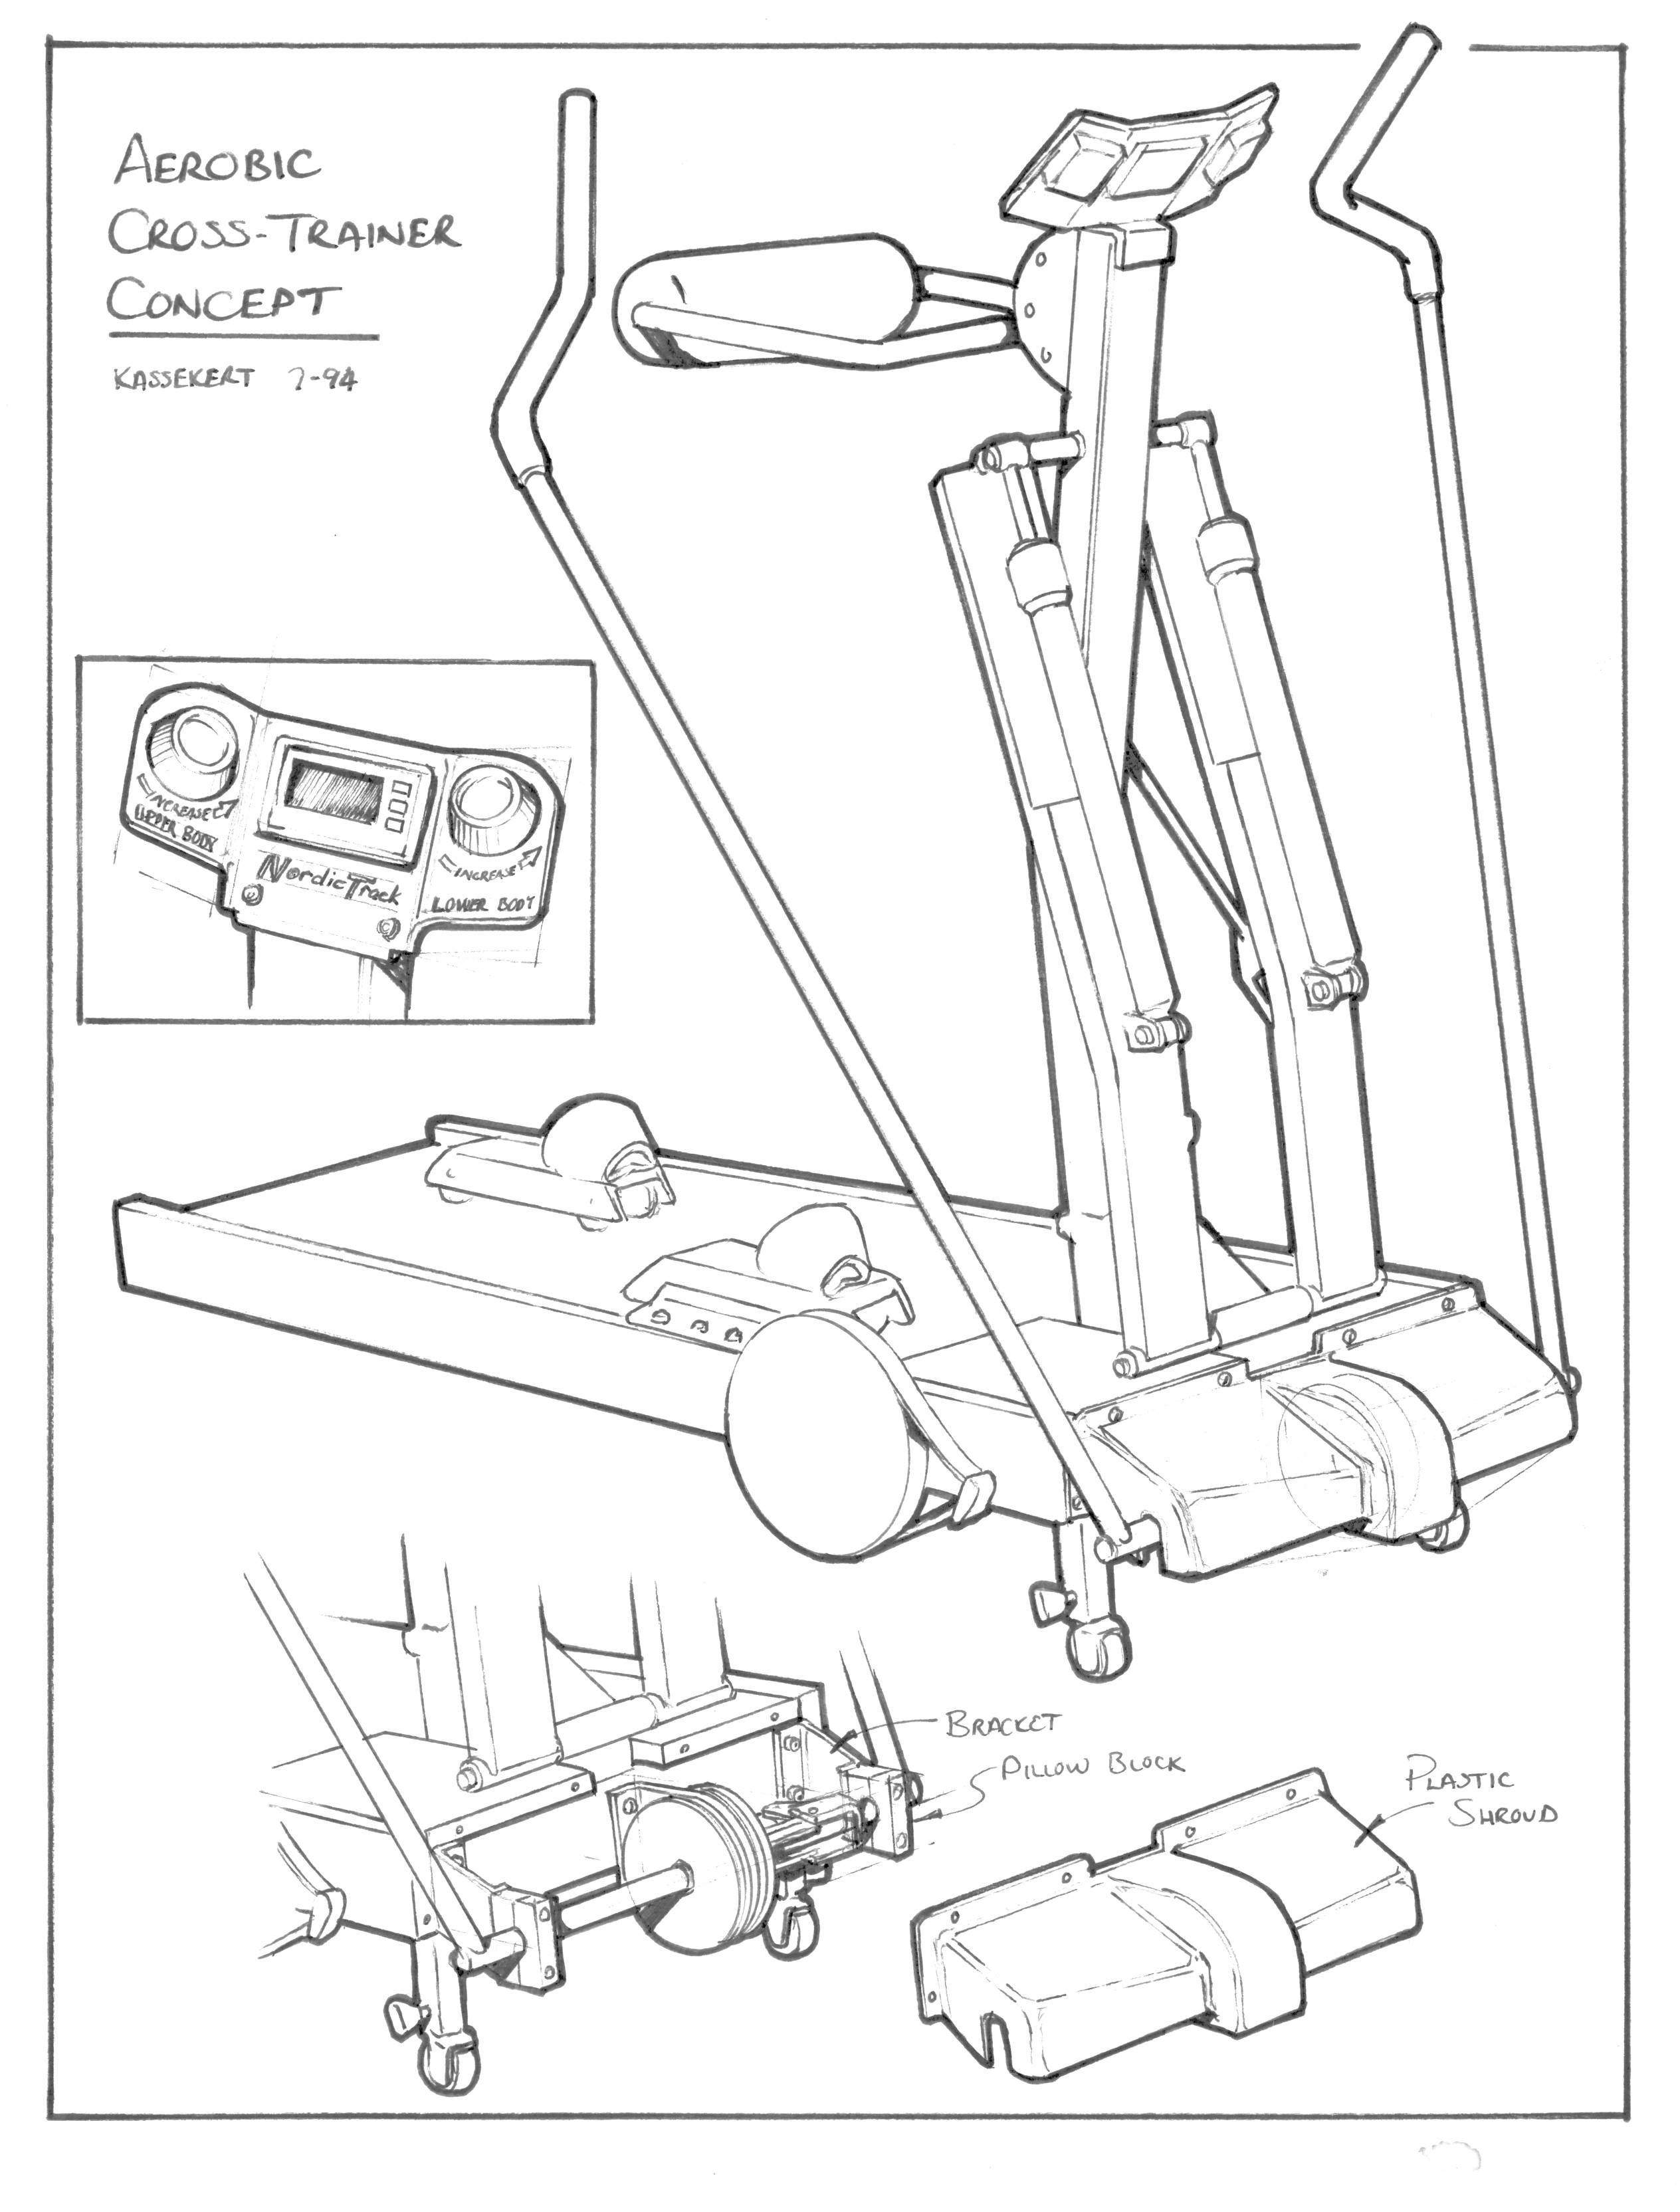 AEROBIC
CROSS-TRAINER
CONCEPT
KASSEKERT 7-94
INCREASE
UPPER BODY
NordicTrack
INCREASE
LOWER BODY
BRACKET
PILLOW BLOCK
PLASTIC
SHROUD